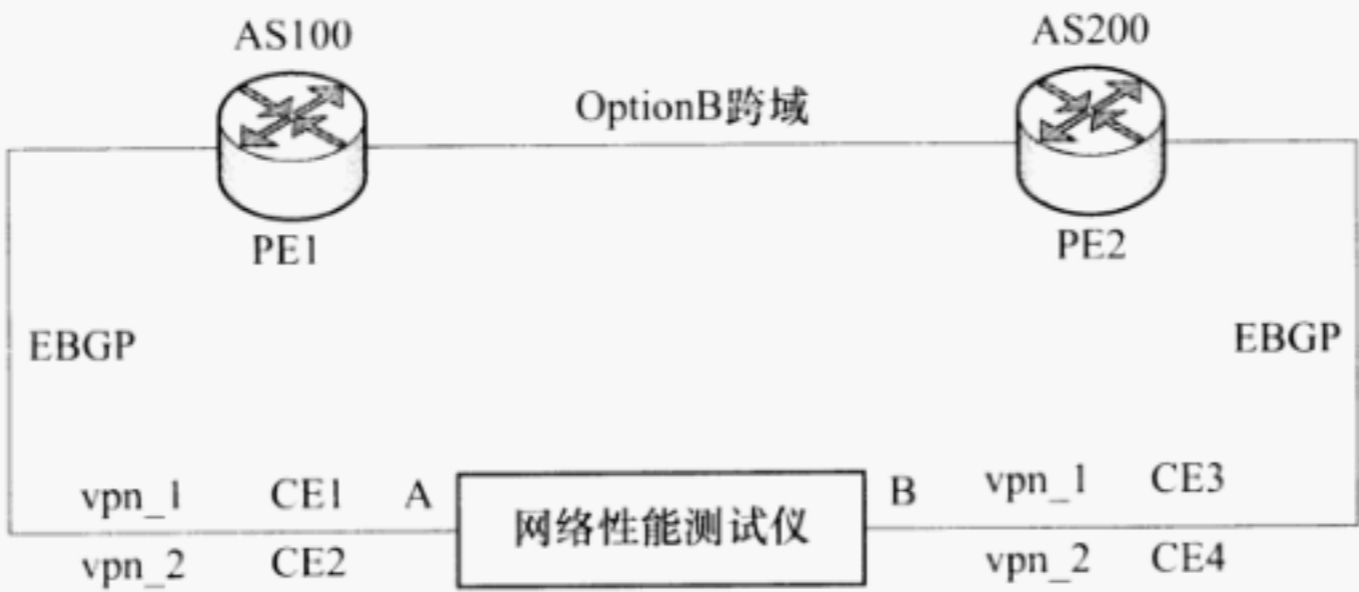 AS100
AS200
OptionB跨域
PE1
PE2
EBGP
EBGP
vpn_1 CE1 A
vpn_2 CE2
网络性能测试仪
B vpn_1 CE3
vpn_2 CE4